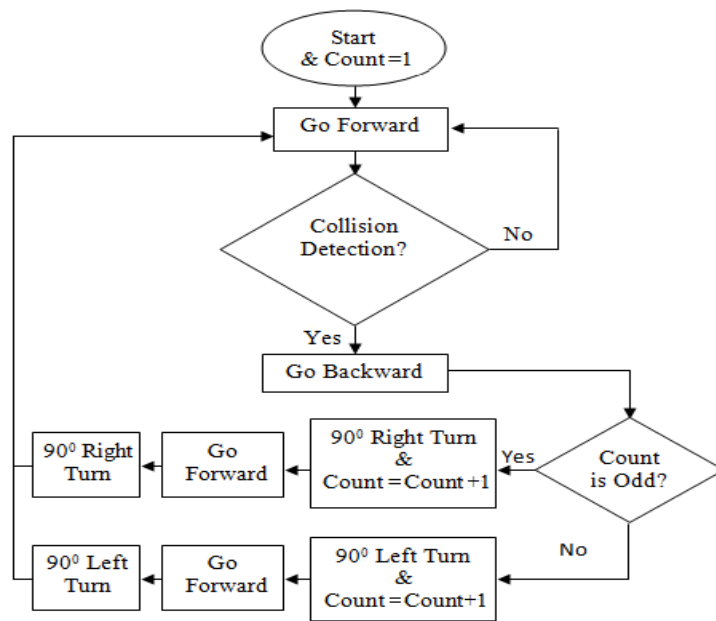 Start
& Count=1
Go Forward
Collision
Detection?
No
Yes
Go Backward
Count
is Odd?
Yes
90⁰ Right Turn
&
Count=Count+1
Go
Forward
90⁰ Right
Turn
No
90⁰ Left Turn
&
Count=Count+1
Go
Forward
90⁰ Left
Turn